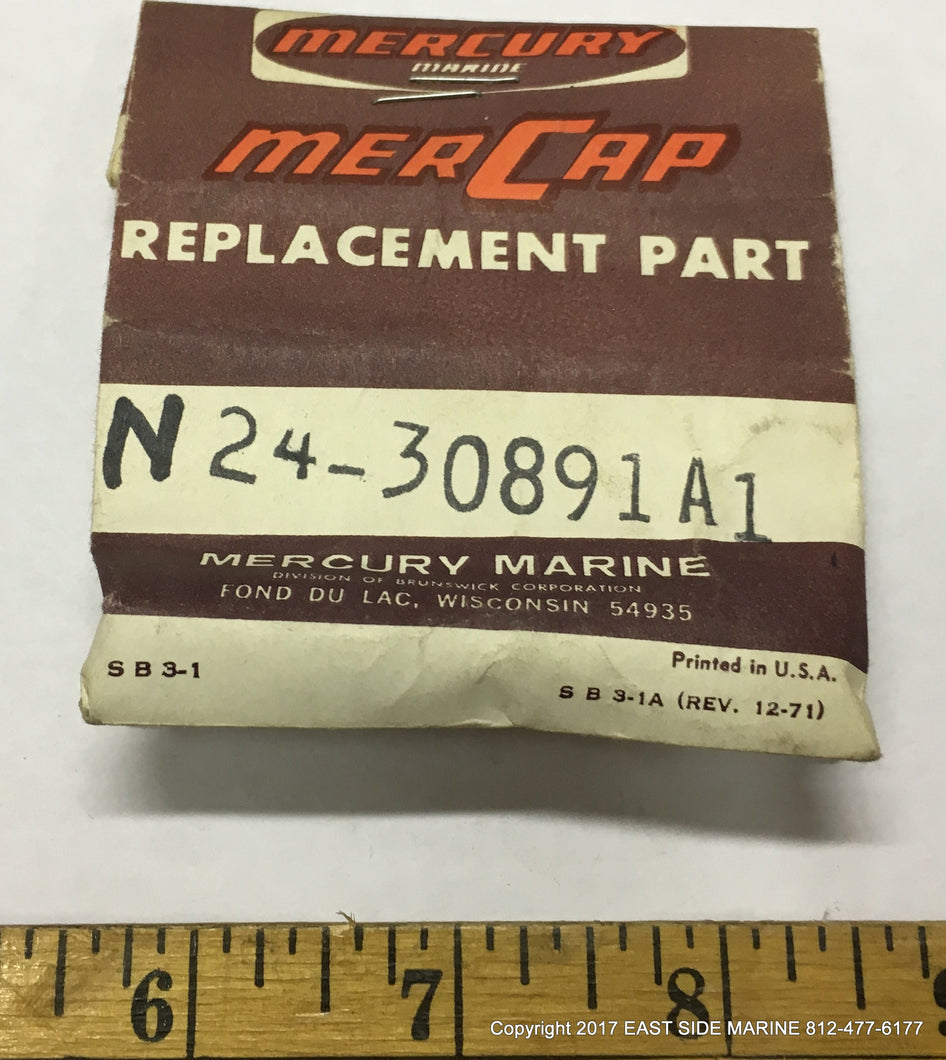 MERCURY
MARINE
MERCAP
REPLACEMENT PART
N 24-30891A1
MERCURY MARINE
DIVISION OF BRUNSWICK CORPORATION
FOND DU LAC, WISCONSIN 54935
S B 3-1
Printed in U.S.A.
S B 3-1A (REV. 12-71)
6 7 8
Copyright 2017 EAST SIDE MARINE 812-477-6177